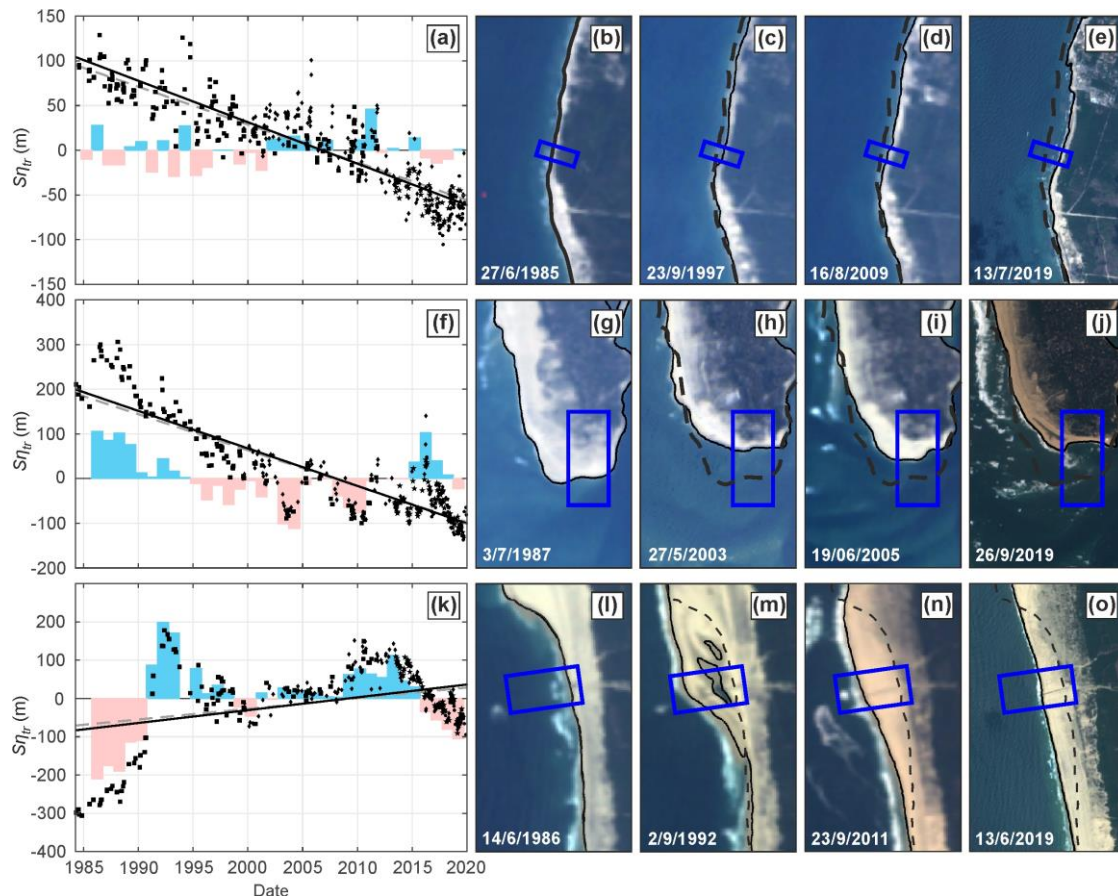 150
100
50
0
-50
-100
-150
Sηtr (m)
(a)
(b)
27/6/1985
(c)
23/9/1997
(d)
16/8/2009
(e)
13/7/2019
400
300
200
100
0
-100
-200
Sηtr (m)
(f)
(g)
3/7/1987
(h)
27/5/2003
(i)
19/06/2005
(j)
26/9/2019
200
100
0
-100
-200
-300
-400
Sηtr (m)
(k)
(l)
14/6/1986
(m)
2/9/1992
(n)
23/9/2011
(o)
13/6/2019
1985 1990 1995 2000 2005 2010 2015 2020
Date